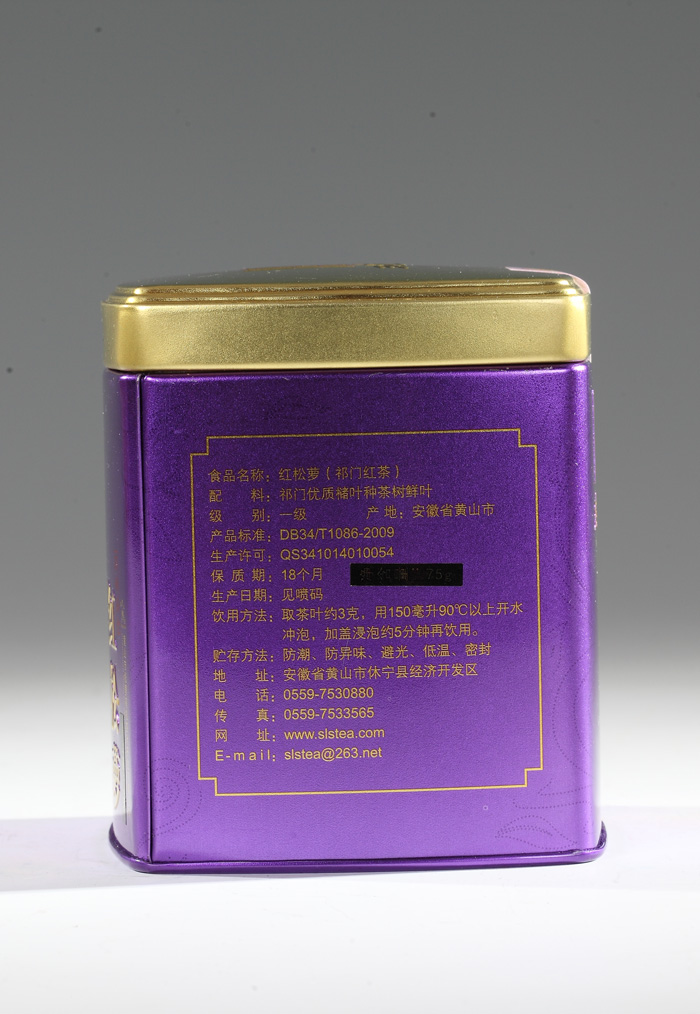 食品名称：红松萝（祁门红茶）
配　　料：祁门优质槠叶种茶树鲜叶
级　　别：一级　　　　产 地：安徽省黄山市
产品标准：DB34/T1086-2009
生产许可：QS341014010054
保 质 期：18个月
生产日期：见喷码
饮用方法：取茶叶约3克，用150毫升90℃以上开水
冲泡，加盖浸泡约5分钟再饮用。
贮存方法：防潮、防异味、避光、低温、密封
地　　址：安徽省黄山市休宁县经济开发区
电　　话：0559-7530880
传　　真：0559-7533565
网　　址：www.slstea.com
E-mail：slstea@263.net